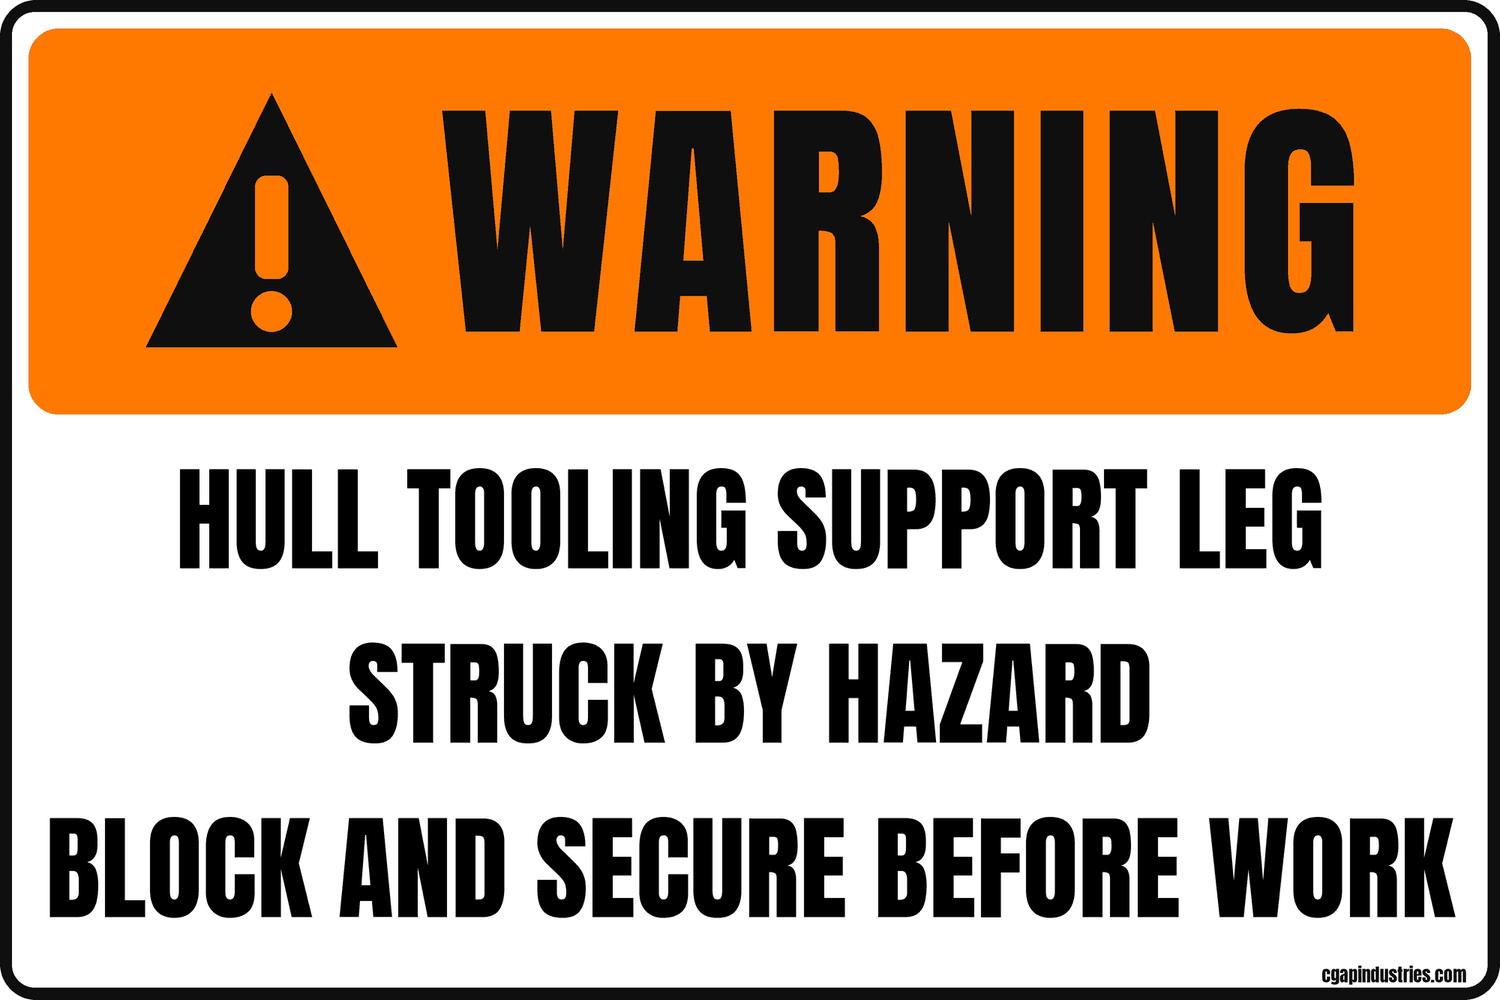 WARNING
HULL TOOLING SUPPORT LEG
STRUCK BY HAZARD
BLOCK AND SECURE BEFORE WORK
cgapindustries.com